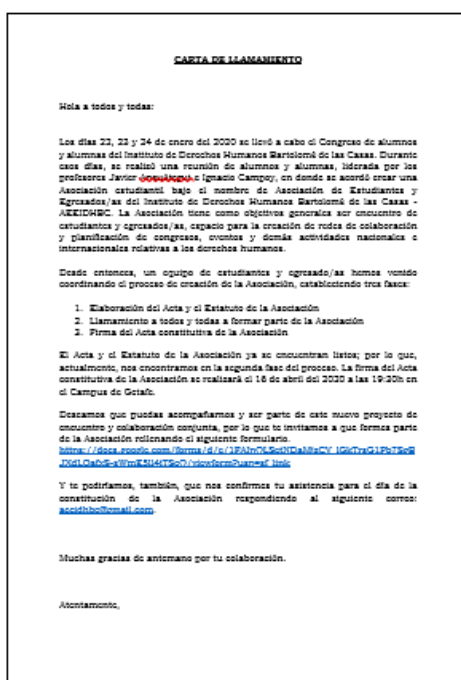 CARTA DE LLAMAMIENTO
Hola a todos y todas:
Los días 22, 23 y 24 de enero del 2020 se llevó a cabo el Congreso de alumnos
y alumnas del Instituto de Derechos Humanos Bartolomé de las Casas. Durante
esos días, se realizó una reunión de alumnos y alumnas, liderada por los
profesores Javier e Ignacio Campoy, en donde se acordó crear una
Asociación estudiantil bajo el nombre de Asociación de Estudiantes y
Egresados/as del Instituto de Derechos Humanos Bartolomé de las Casas -
AEEIDHBC. La Asociación tiene como objetivos generales ser encuentro de
estudiantes y egresados/as, espacio para la creación de redes de colaboración
y planificación de congresos, eventos y demás actividades nacionales e
internacionales relativas a los derechos humanos.
Desde entonces, un equipo de estudiantes y egresado/as hemos venido
coordinando el proceso de creación de la Asociación, estableciendo tres fases:
1. Elaboración del Acta y el Estatuto de la Asociación
2. Llamamiento a todos y todas a formar parte de la Asociación
3. Firma del Acta constitutiva de la Asociación
El Acta y el Estatuto de la Asociación ya se encuentran listos; por lo que,
actualmente, nos encontramos en la segunda fase del proceso. La firma del Acta
constitutiva de la Asociación se realizará el 16 de abril del 2020 a las 19:30h en
el Campus de Getafe.
Deseamos que puedas acompañarnos y ser parte de este nuevo proyecto de
encuentro y colaboración conjunta, por lo que te invitamos a que formes parte
de la Asociación rellenando el siguiente formulario.
Y te pediríamos, también, que nos confirmes tu asistencia para el día de la
constitución de la Asociación respondiendo al siguiente correo:
Muchas gracias de antemano por tu colaboración.
Atentamente,